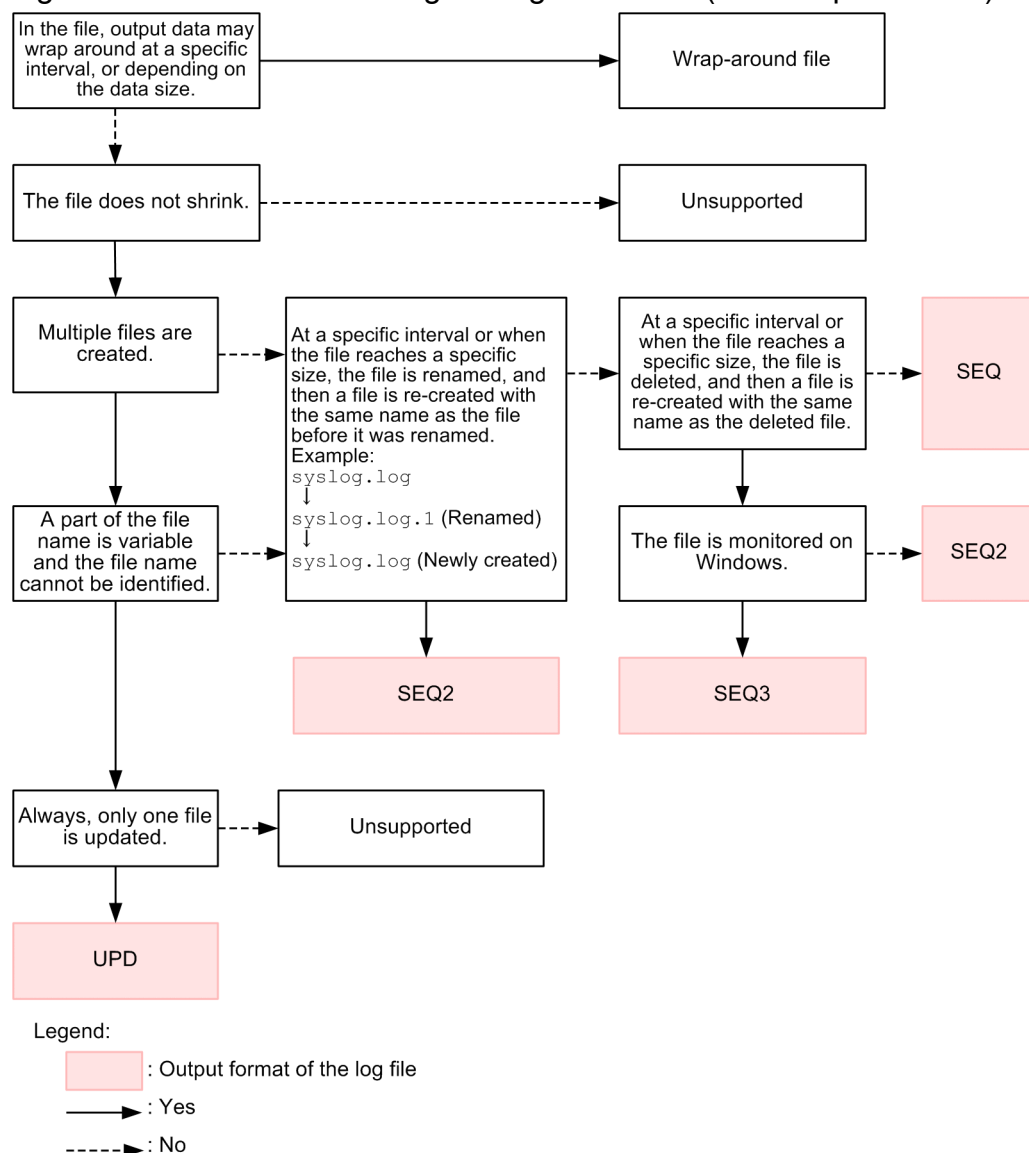 In the file, output data may
wrap around at a specific
interval, or depending on
the data size.
Wrap-around file
The file does not shrink.
Unsupported
Multiple files are
created.
At a specific interval or when
the file reaches a specific
size, the file is renamed, and
then a file is re-created with
the same name as the file
before it was renamed.
Example:
syslog.log
↓
syslog.log.1 (Renamed)
↓
syslog.log (Newly created)
At a specific interval or
when the file reaches a
specific size, the file is
deleted, and then a file is
re-created with the same
name as the deleted file.
SEQ
A part of the file
name is variable
and the file name
cannot be identified.
The file is monitored on
Windows.
SEQ2
SEQ2
SEQ3
Always, only one file
is updated.
Unsupported
UPD
Legend:
: Output format of the log file
: Yes
: No